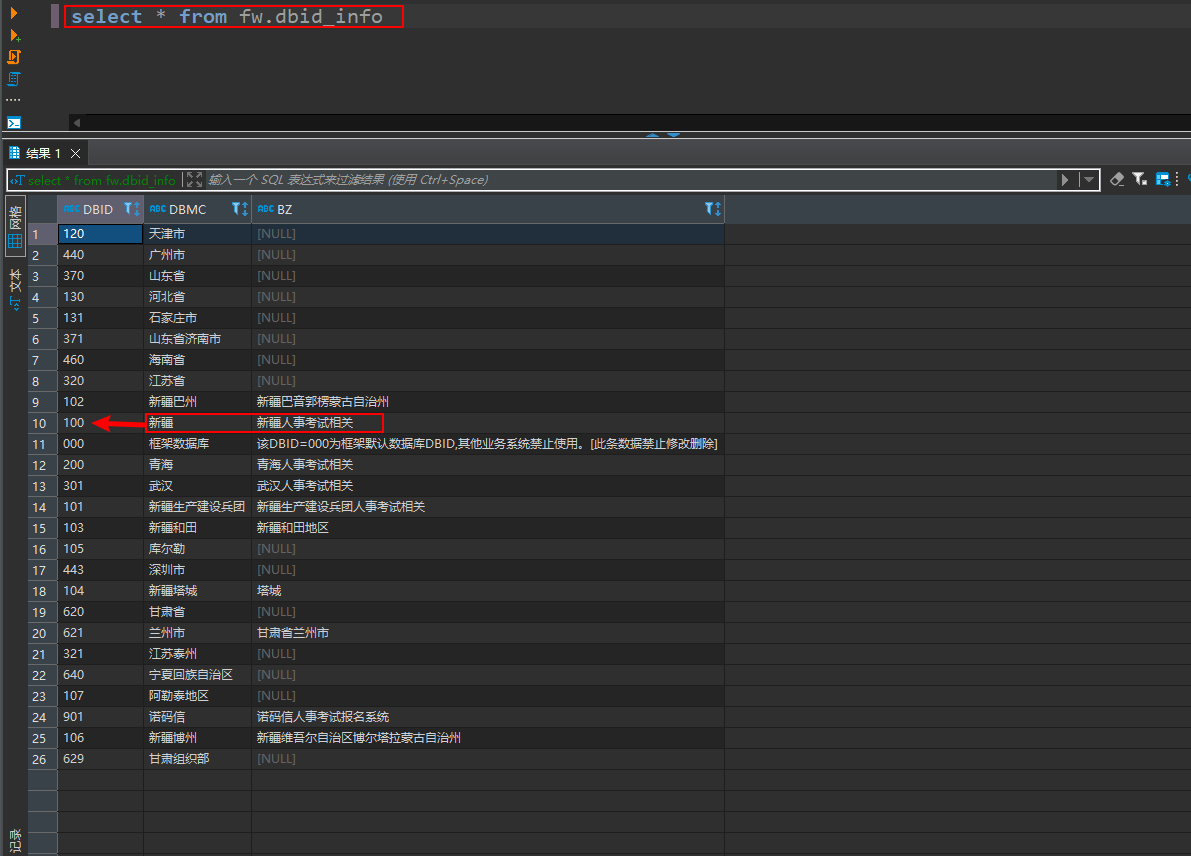 select * from fw.dbid_info
结果 1
select * from fw.dbid_info 输入一个 SQL 表达式来过滤结果 (使用 Ctrl+Space)
网格
文本
记录
ABC DBID ABC DBMC ABC BZ
1 120 天津市 [NULL]
2 440 广州市 [NULL]
3 370 山东省 [NULL]
4 130 河北省 [NULL]
5 131 石家庄市 [NULL]
6 371 山东省济南市 [NULL]
7 460 海南省 [NULL]
8 320 江苏省 [NULL]
9 102 新疆巴州 新疆巴音郭楞蒙古自治州
10 100 新疆 新疆人事考试相关
11 000 框架数据库 该DBID=000为框架默认数据库DBID,其他业务系统禁止使用。[此条数据禁止修改删除]
12 200 青海 青海人事考试相关
13 301 武汉 武汉人事考试相关
14 101 新疆生产建设兵团 新疆生产建设兵团人事考试相关
15 103 新疆和田 新疆和田地区
16 105 库尔勒 [NULL]
17 443 深圳市 [NULL]
18 104 新疆塔城 塔城
19 620 甘肃省 [NULL]
20 621 兰州市 甘肃省兰州市
21 321 江苏泰州 [NULL]
22 640 宁夏回族自治区 [NULL]
23 107 阿勒泰地区 [NULL]
24 901 诺码信 诺码信人事考试报名系统
25 106 新疆博州 新疆维吾尔自治区博尔塔拉蒙古自治州
26 629 甘肃组织部 [NULL]